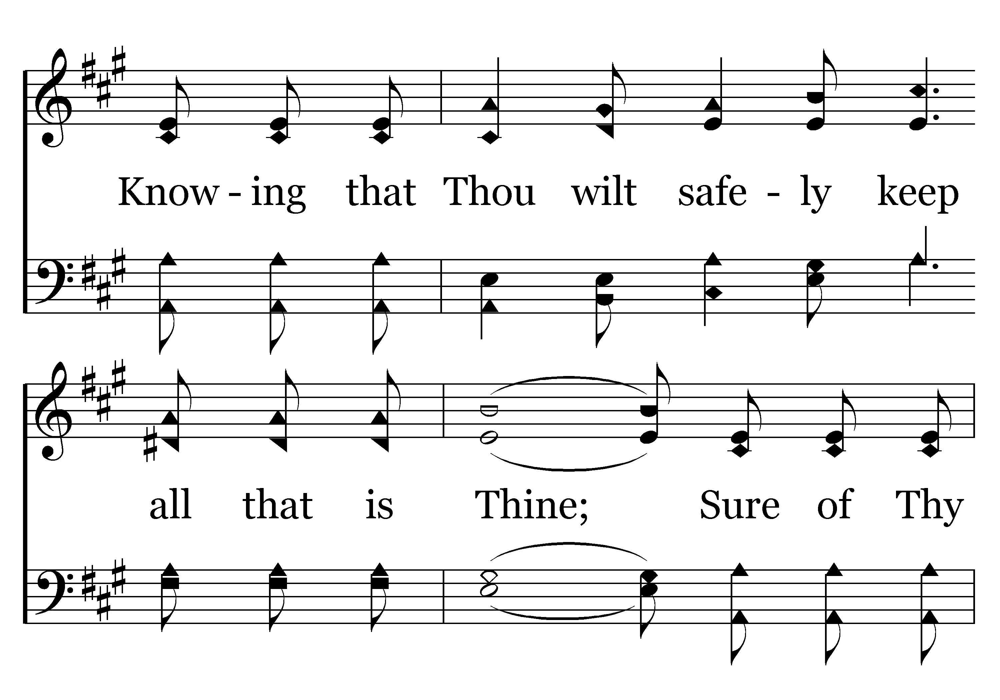 Know - ing that Thou wilt safe - ly keep
all that is Thine; Sure of Thy